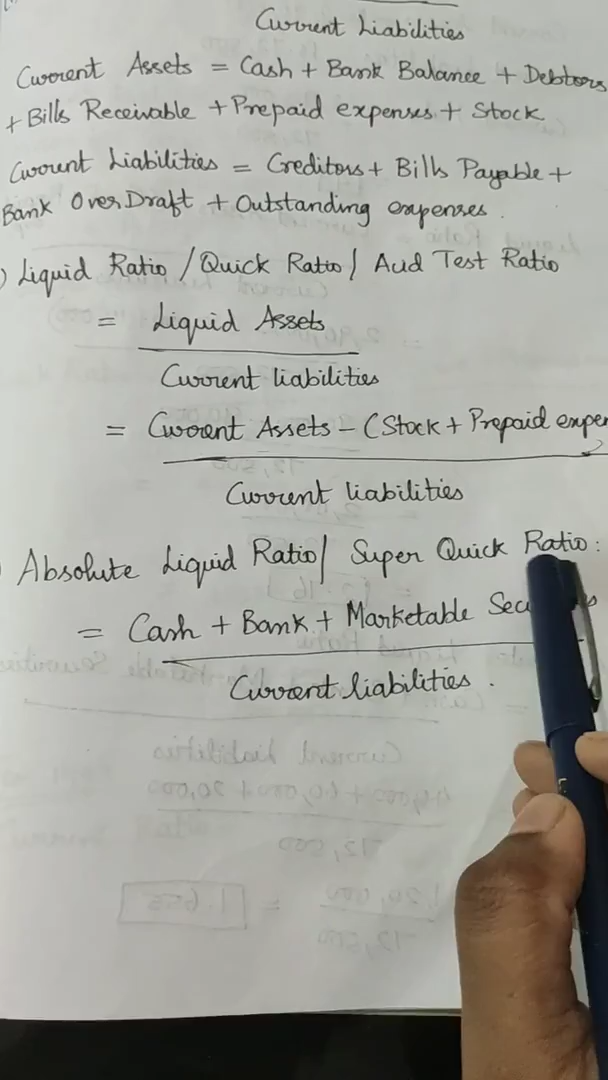 Current Liabilities
Current Assets = Cash + Bank Balance + Debtors
+ Bills Receivable + Prepaid expenses + Stock
Current Liabilities = Creditors + Bills Payable +
Bank OverDraft + Outstanding expenses.
) Liquid Ratio / Quick Ratio / Acid Test Ratio
= Liquid Assets
Current liabilities
= Current Assets - (Stock + Prepaid expen
Current liabilities
Absolute Liquid Ratio / Super Quick Ratio:
= Cash + Bank + Marketable
Current liabilities.